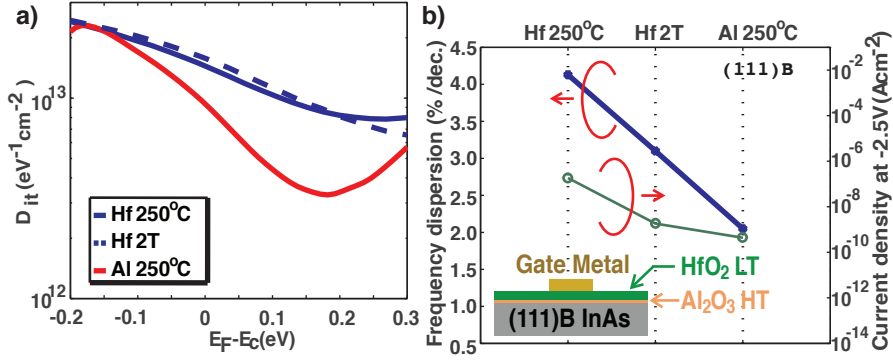 a)
D_it (eV⁻¹cm⁻²)
10¹³
10¹²
Hf 250°C
Hf 2T
Al 250°C
-0.2 -0.1 0 0.1 0.2 0.3
E_F-E_C(eV)
b)
Hf 250°C Hf 2T Al 250°C
(111)B
Frequency dispersion (% /dec.)
4.5
4.0
3.5
3.0
2.5
2.0
1.5
1.0
0.5
10⁻²
10⁻⁴
10⁻⁶
10⁻⁸
10⁻¹⁰
10⁻¹²
10⁻¹⁴
Current density at -2.5V (Acm⁻²)
Gate Metal
HfO₂ LT
Al₂O₃ HT
(111)B InAs